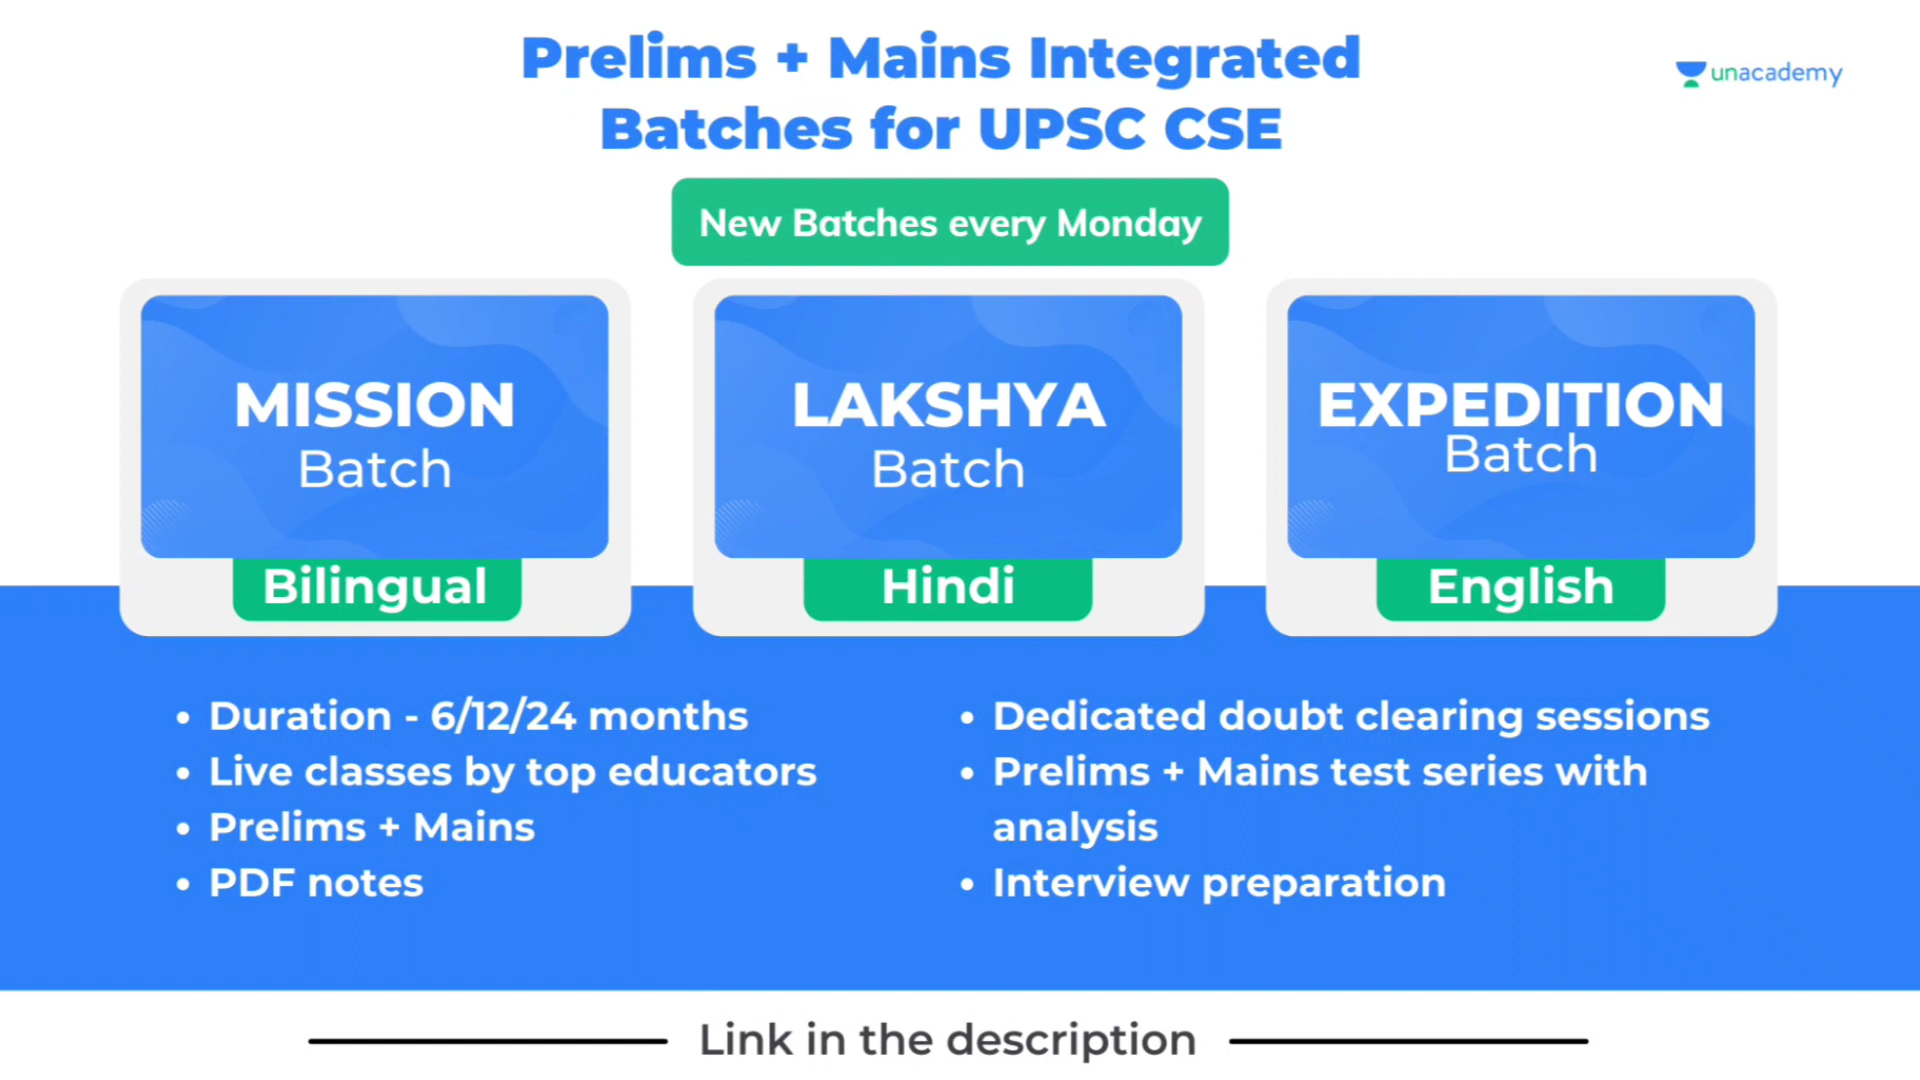 Prelims + Mains Integrated
Batches for UPSC CSE
unacademy
New Batches every Monday
MISSION
Batch
Bilingual
LAKSHYA
Batch
Hindi
EXPEDITION
Batch
English
• Duration - 6/12/24 months
• Live classes by top educators
• Prelims + Mains
• PDF notes
• Dedicated doubt clearing sessions
• Prelims + Mains test series with
analysis
• Interview preparation
Link in the description